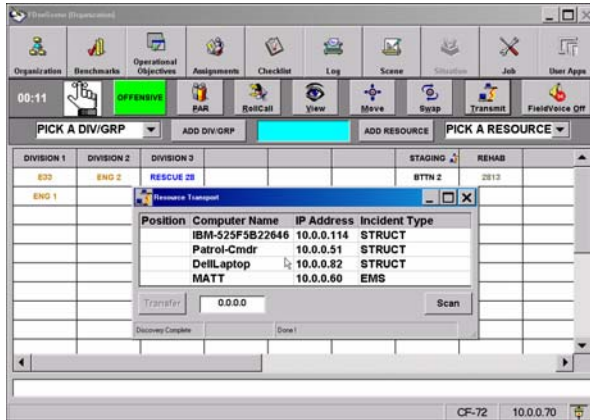 Organization Benchmarks Operational Objectives Assignments Checklist Log Scene Situation Job User Apps
00:11 OFFENSIVE PAR RollCall View Move Swap Transmit FieldVoice Off
PICK A DIV/GRP ADD DIV/GRP ADD RESOURCE PICK A RESOURCE
DIVISION 1 DIVISION 2 DIVISION 3 STAGING REHAB
ENG 2 RESCUE 28 BTTN 2 2813
ENG 1
Resource Transport
Position Computer Name IP Address Incident Type
IBM-525F5B22646 10.0.0.114 STRUCT
Patrol-Cmdr 10.0.0.51 STRUCT
DellLaptop 10.0.0.82 STRUCT
MATT 10.0.0.60 EMS
Transfer 0.0.0.0 Scan
Discovery Complete Done!
CF-72 10.0.0.70